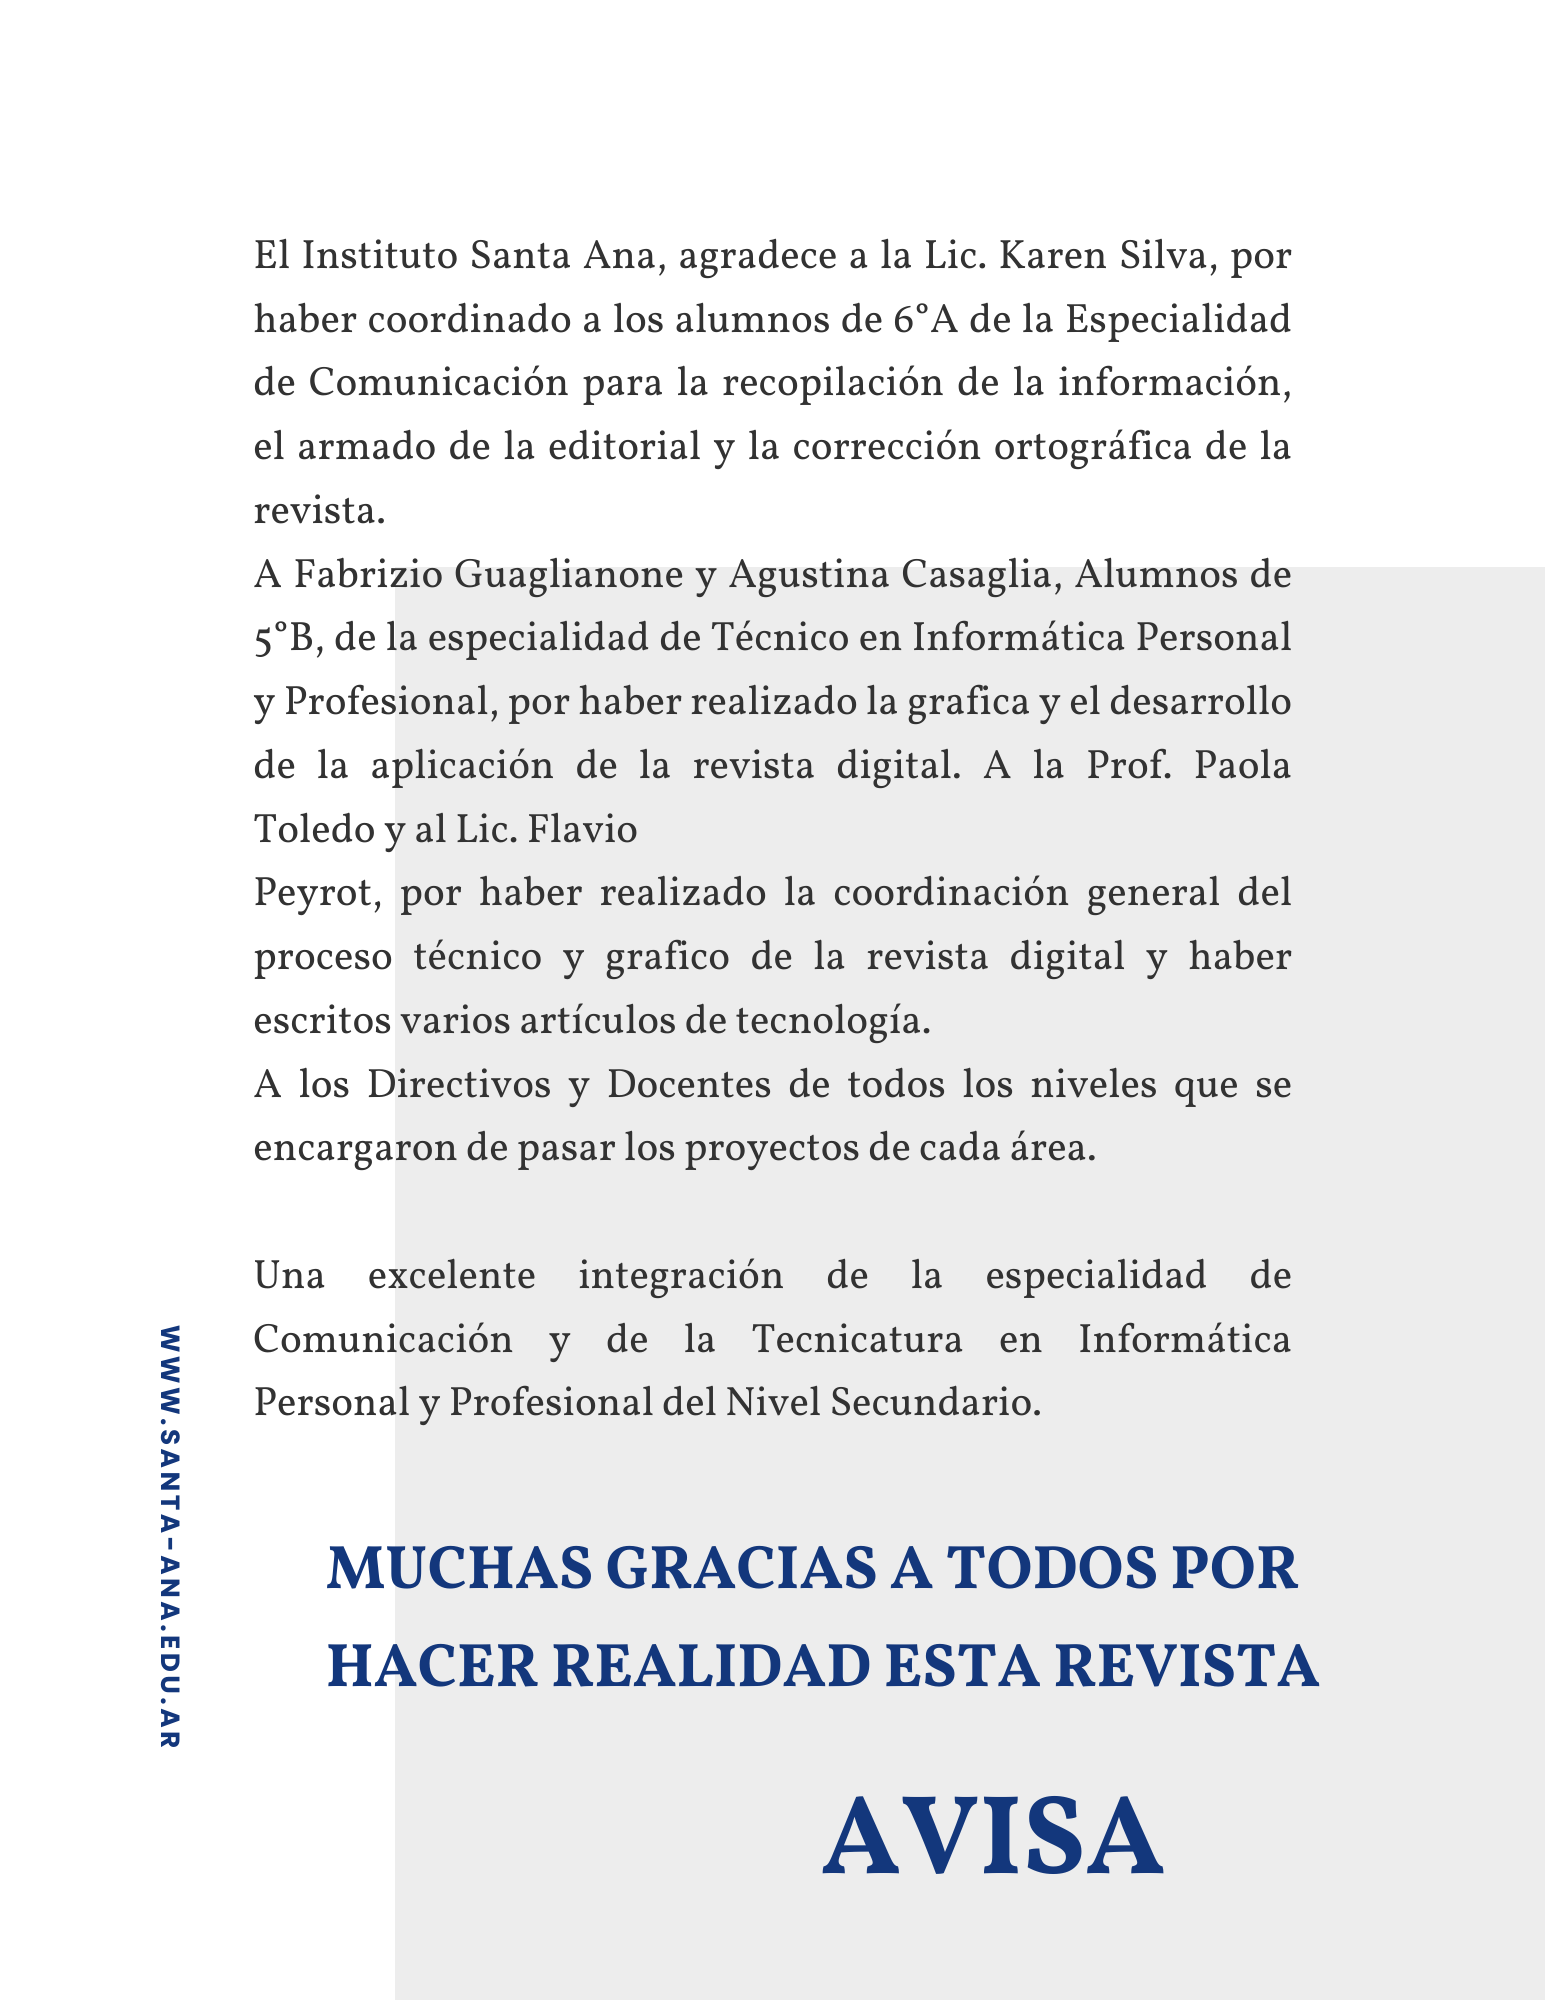 El Instituto Santa Ana, agradece a la Lic. Karen Silva, por
haber coordinado a los alumnos de 6°A de la Especialidad
de Comunicación para la recopilación de la información,
el armado de la editorial y la corrección ortográfica de la
revista.
A Fabrizio Guaglianone y Agustina Casaglia, Alumnos de
5°B, de la especialidad de Técnico en Informática Personal
y Profesional, por haber realizado la grafica y el desarrollo
de la aplicación de la revista digital. A la Prof. Paola
Toledo y al Lic. Flavio
Peyrot, por haber realizado la coordinación general del
proceso técnico y grafico de la revista digital y haber
escritos varios artículos de tecnología.
A los Directivos y Docentes de todos los niveles que se
encargaron de pasar los proyectos de cada área.
Una excelente integración de la especialidad de
Comunicación y de la Tecnicatura en Informática
Personal y Profesional del Nivel Secundario.
WWW.SANTA-ANA.EDU.AR
MUCHAS GRACIAS A TODOS POR
HACER REALIDAD ESTA REVISTA
AVISA